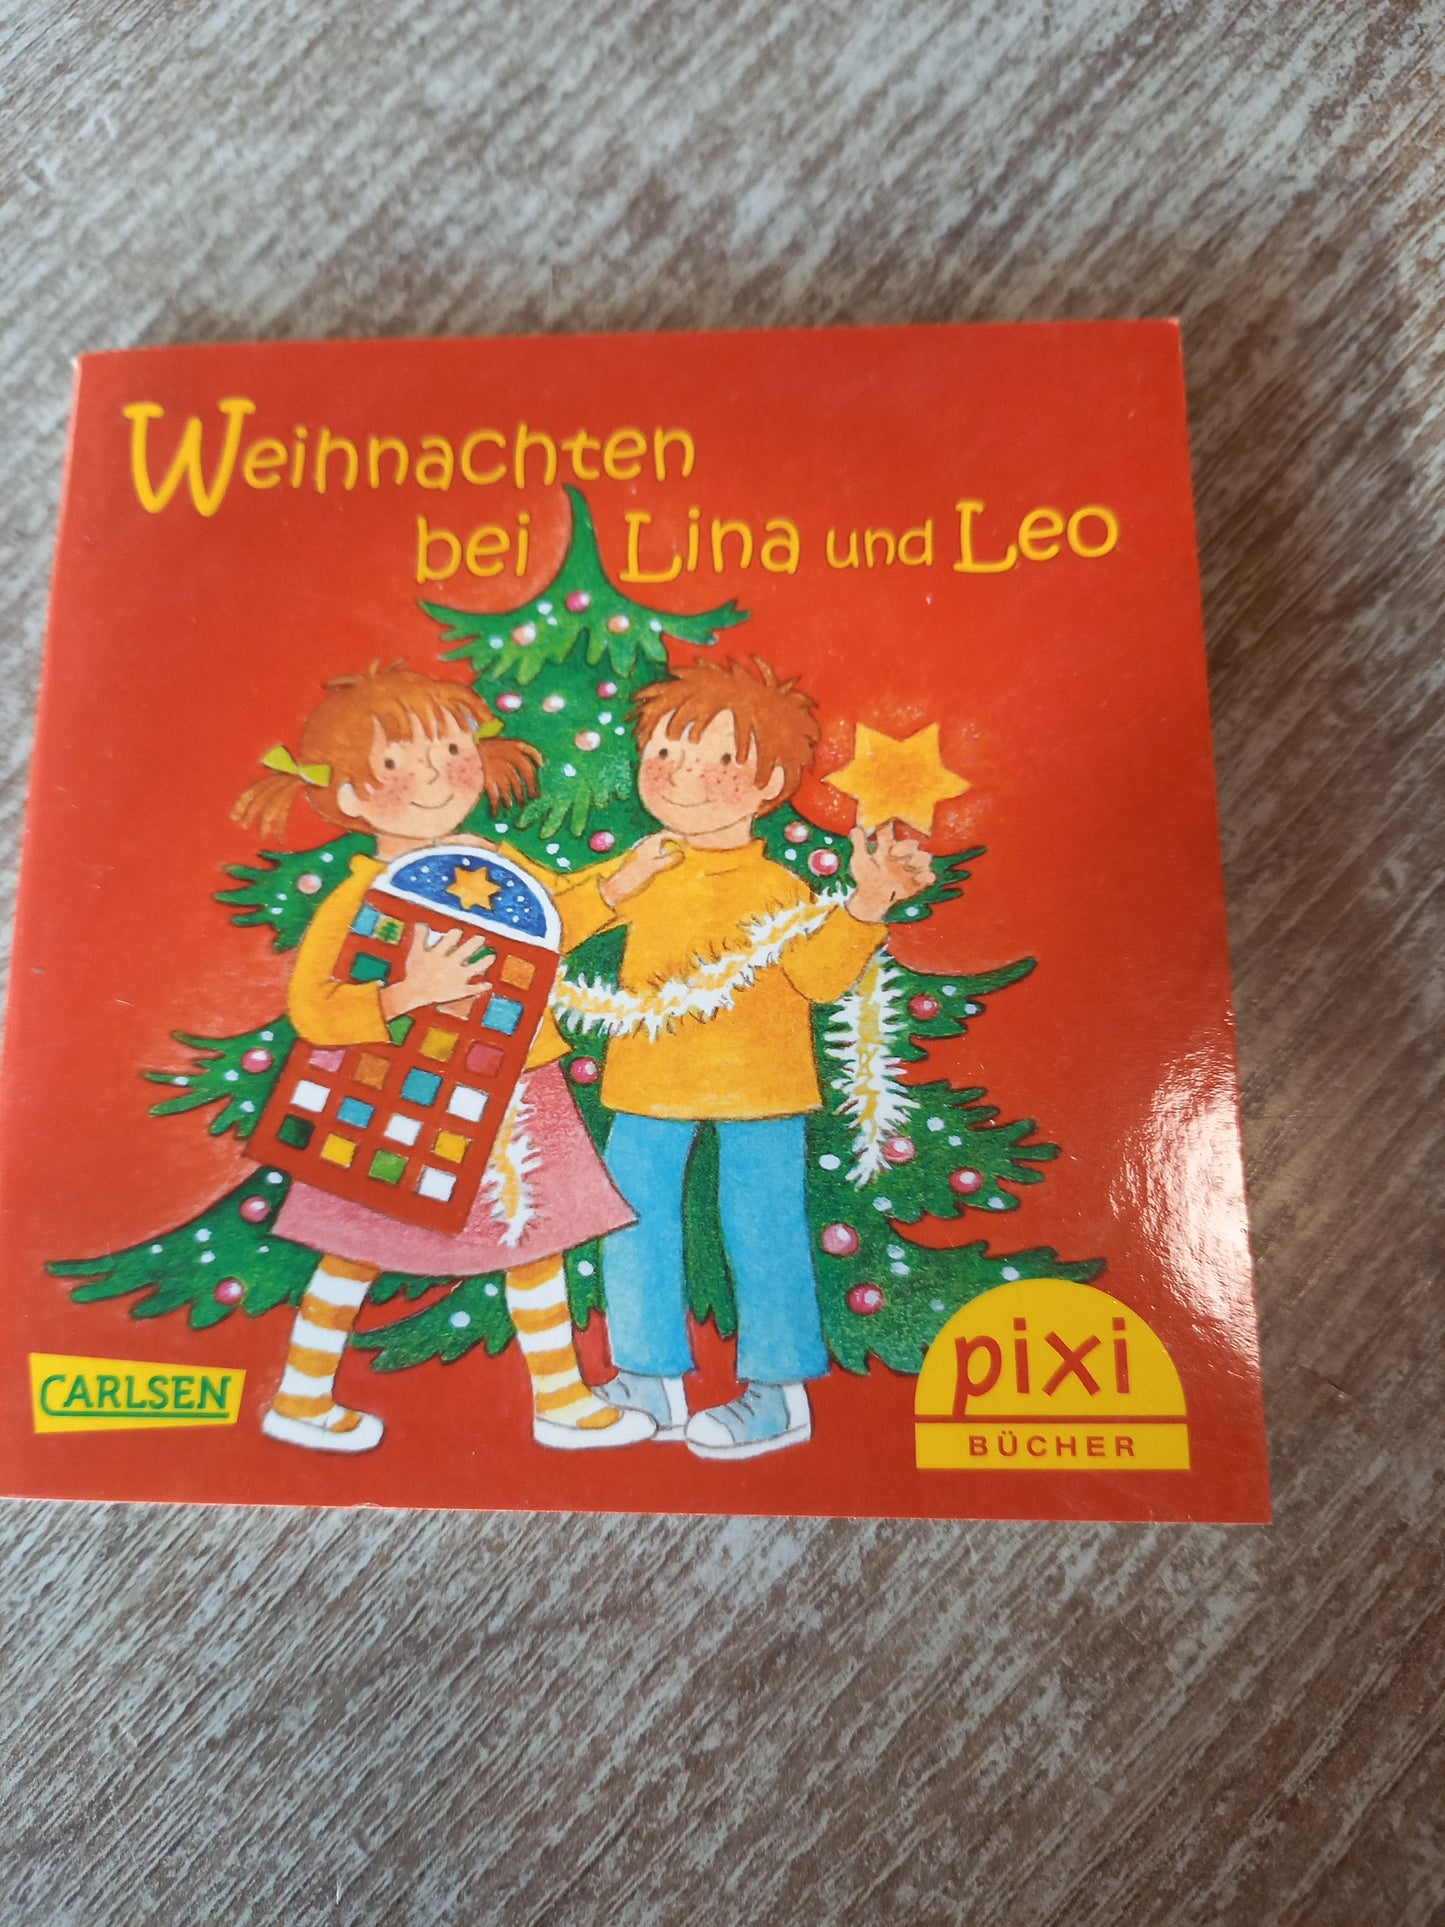 Weihnachten
bei Lina und Leo
CARLSEN
pixi
BÜCHER